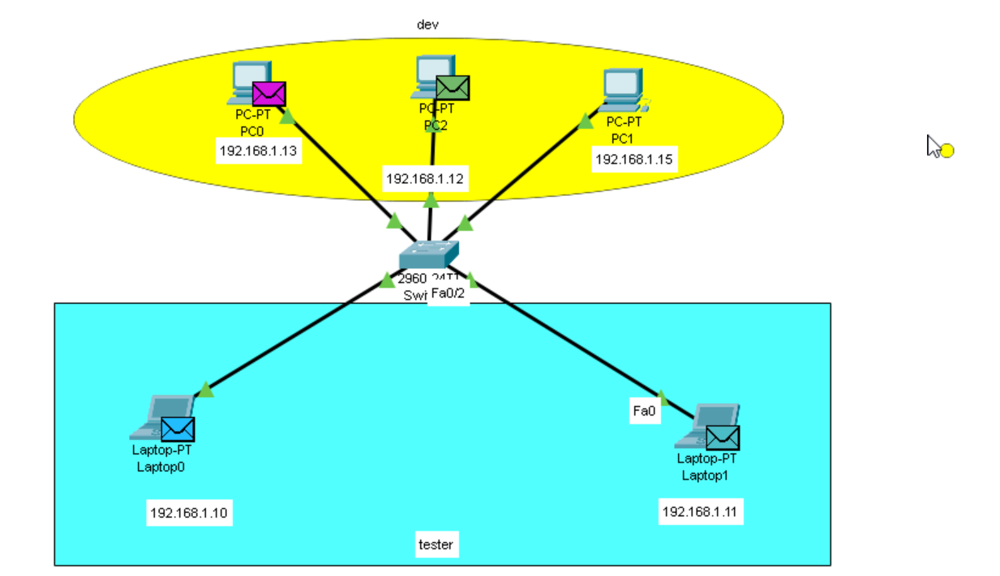 dev
PC-PT
PC0
192.168.1.13
PC-PT
PC2
192.168.1.12
PC-PT
PC1
192.168.1.15
2960
Fa0/2
Fa0
Laptop-PT
Laptop0
192.168.1.10
Laptop-PT
Laptop1
192.168.1.11
tester